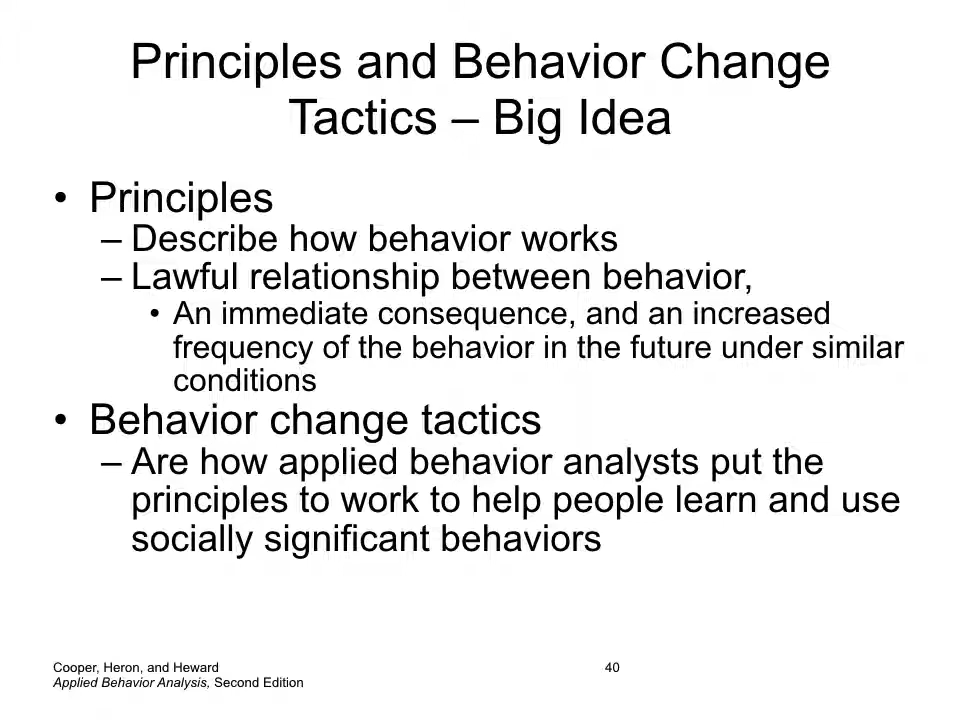 Principles and Behavior Change
Tactics – Big Idea
• Principles
– Describe how behavior works
– Lawful relationship between behavior,
• An immediate consequence, and an increased
frequency of the behavior in the future under similar
conditions
• Behavior change tactics
– Are how applied behavior analysts put the
principles to work to help people learn and use
socially significant behaviors
Cooper, Heron, and Heward
Applied Behavior Analysis, Second Edition
40